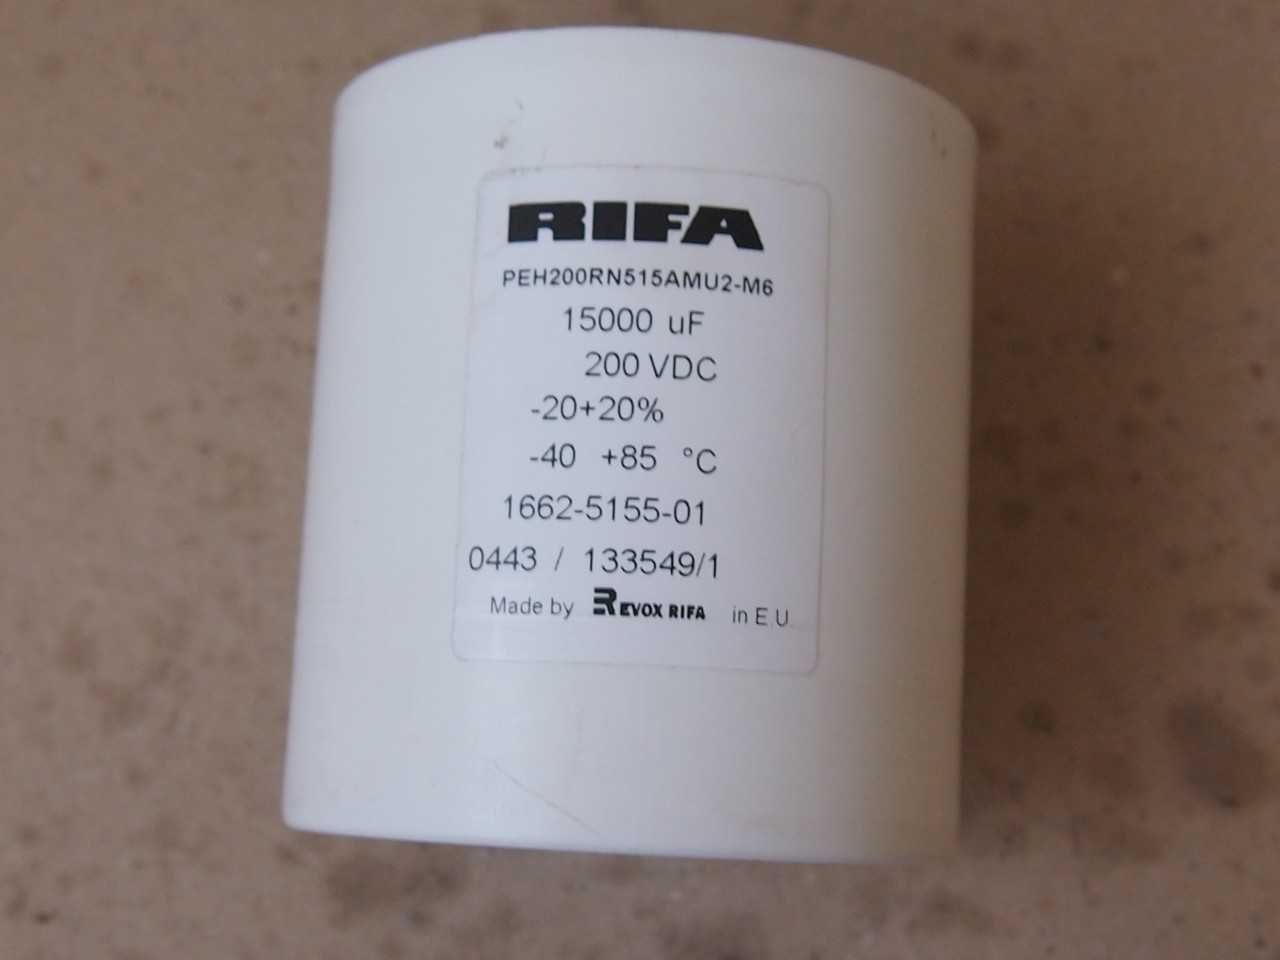 RIFA
PEH200RN515AMU2-M6
15000 uF
200 VDC
-20+20%
-40 +85 °C
1662-5155-01
0443 / 133549/1
Made by REVOX RIFA in E.U.